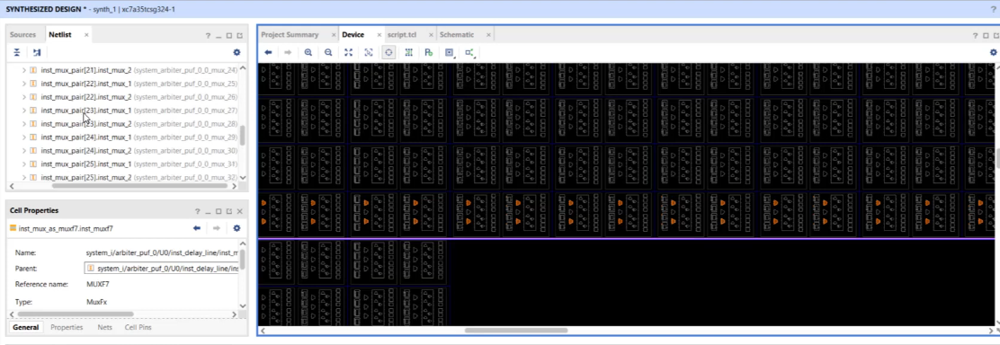 SYNTHESIZED DESIGN * - synth_1 | xc7a35tcsg324-1 ?
Sources Netlist × ? _
Project Summary × Device × script.tcl × Schematic × ?
inst_mux_pair[21].inst_mux_2 (system_arbiter_puf_0_0_mux_24)
inst_mux_pair[22].inst_mux_1 (system_arbiter_puf_0_0_mux_25)
inst_mux_pair[22].inst_mux_2 (system_arbiter_puf_0_0_mux_26)
inst_mux_pair[23].inst_mux_1 (system_arbiter_puf_0_0_mux_27)
inst_mux_pair[23].inst_mux_2 (system_arbiter_puf_0_0_mux_28)
inst_mux_pair[24].inst_mux_1 (system_arbiter_puf_0_0_mux_29)
inst_mux_pair[24].inst_mux_2 (system_arbiter_puf_0_0_mux_30)
inst_mux_pair[25].inst_mux_1 (system_arbiter_puf_0_0_mux_31)
inst_mux_pair[25].inst_mux_2 (system_arbiter_puf_0_0_mux_32)
Cell Properties ? _ ×
inst_mux_as_muxf7.inst_muxf7
Name: system_i/arbiter_puf_0/U0/inst_delay_line/inst_m
Parent: system_i/arbiter_puf_0/U0/inst_delay_line/ins
Reference name: MUXF7
Type: MuxFx
General Properties Nets Cell Pins